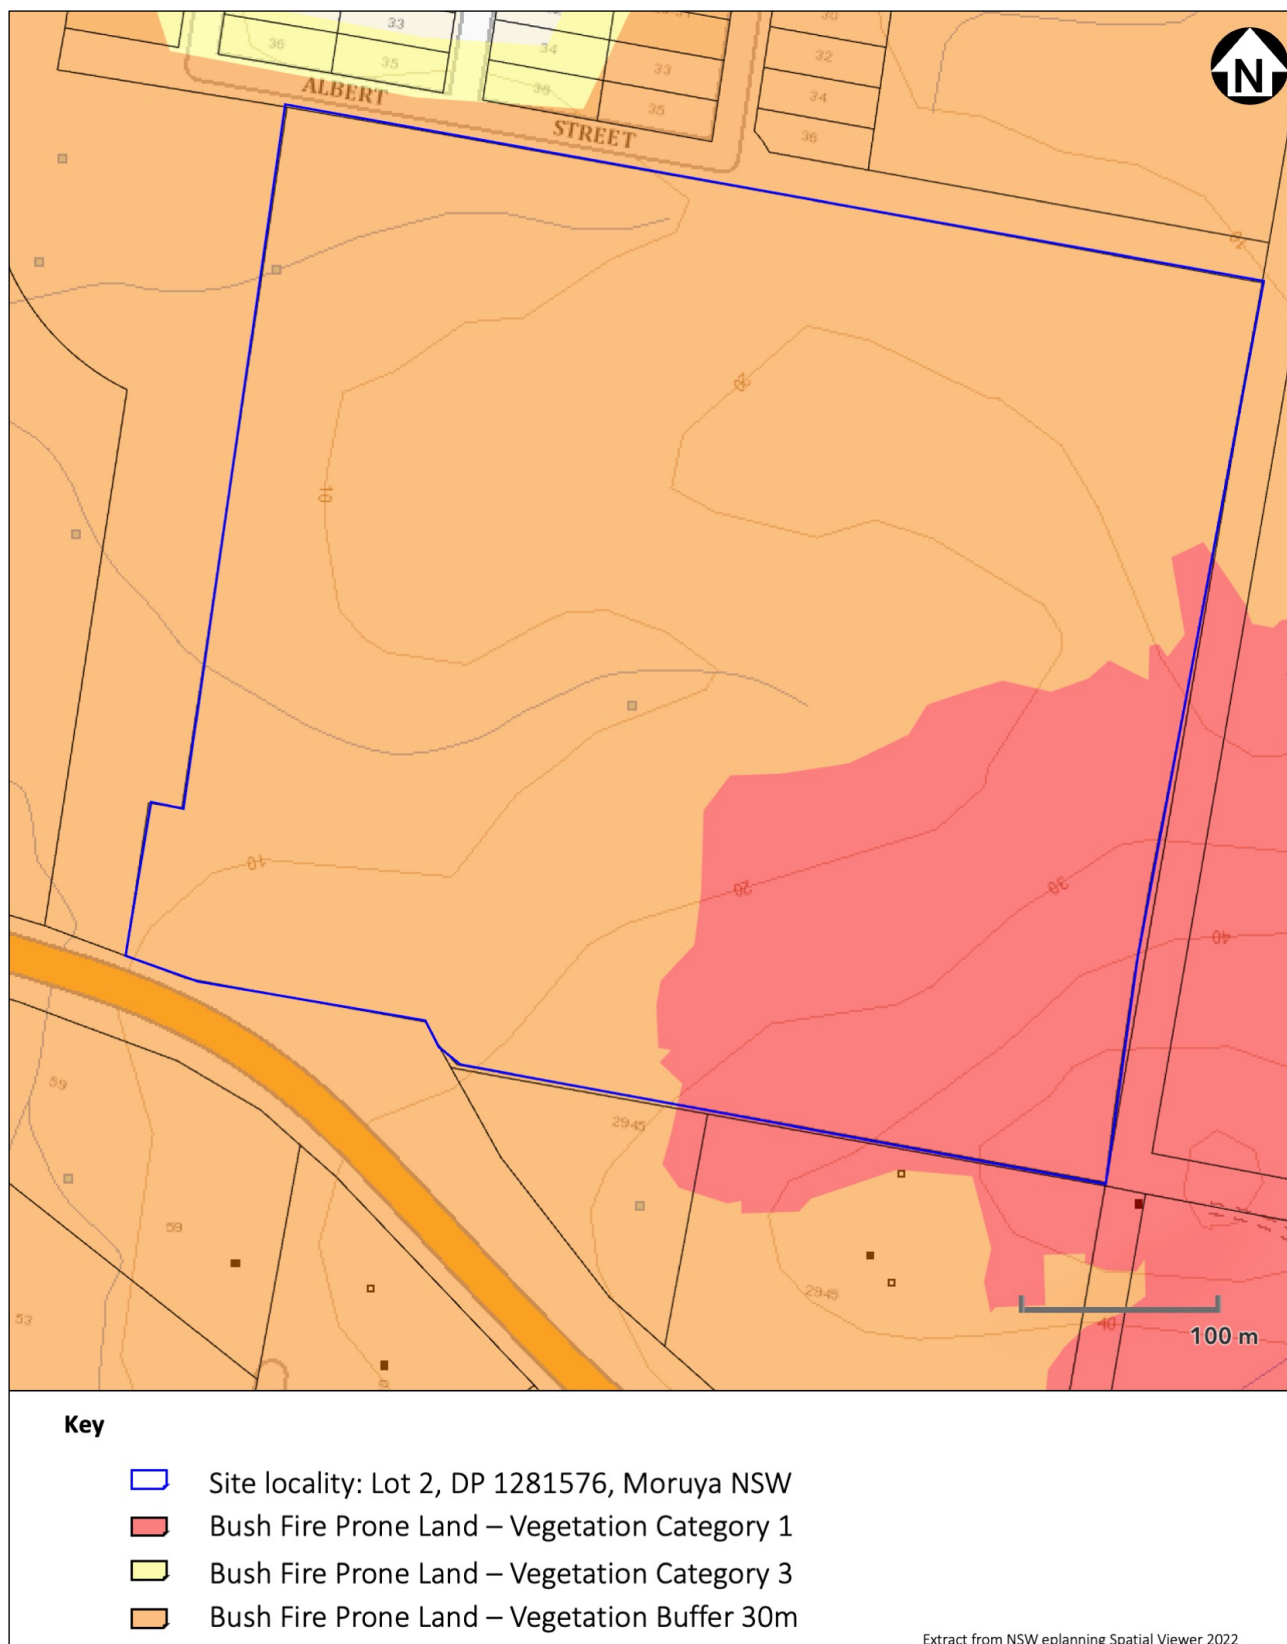 33
36
35
34
36
33
35
30
32
34
36
ALBERT
STREET
N
10
20
10
10
20
30
40
2945
59
59
53
2945
40
100 m
Key
Site locality: Lot 2, DP 1281576, Moruya NSW
Bush Fire Prone Land – Vegetation Category 1
Bush Fire Prone Land – Vegetation Category 3
Bush Fire Prone Land – Vegetation Buffer 30m
Extract from NSW eplanning Spatial Viewer 2022